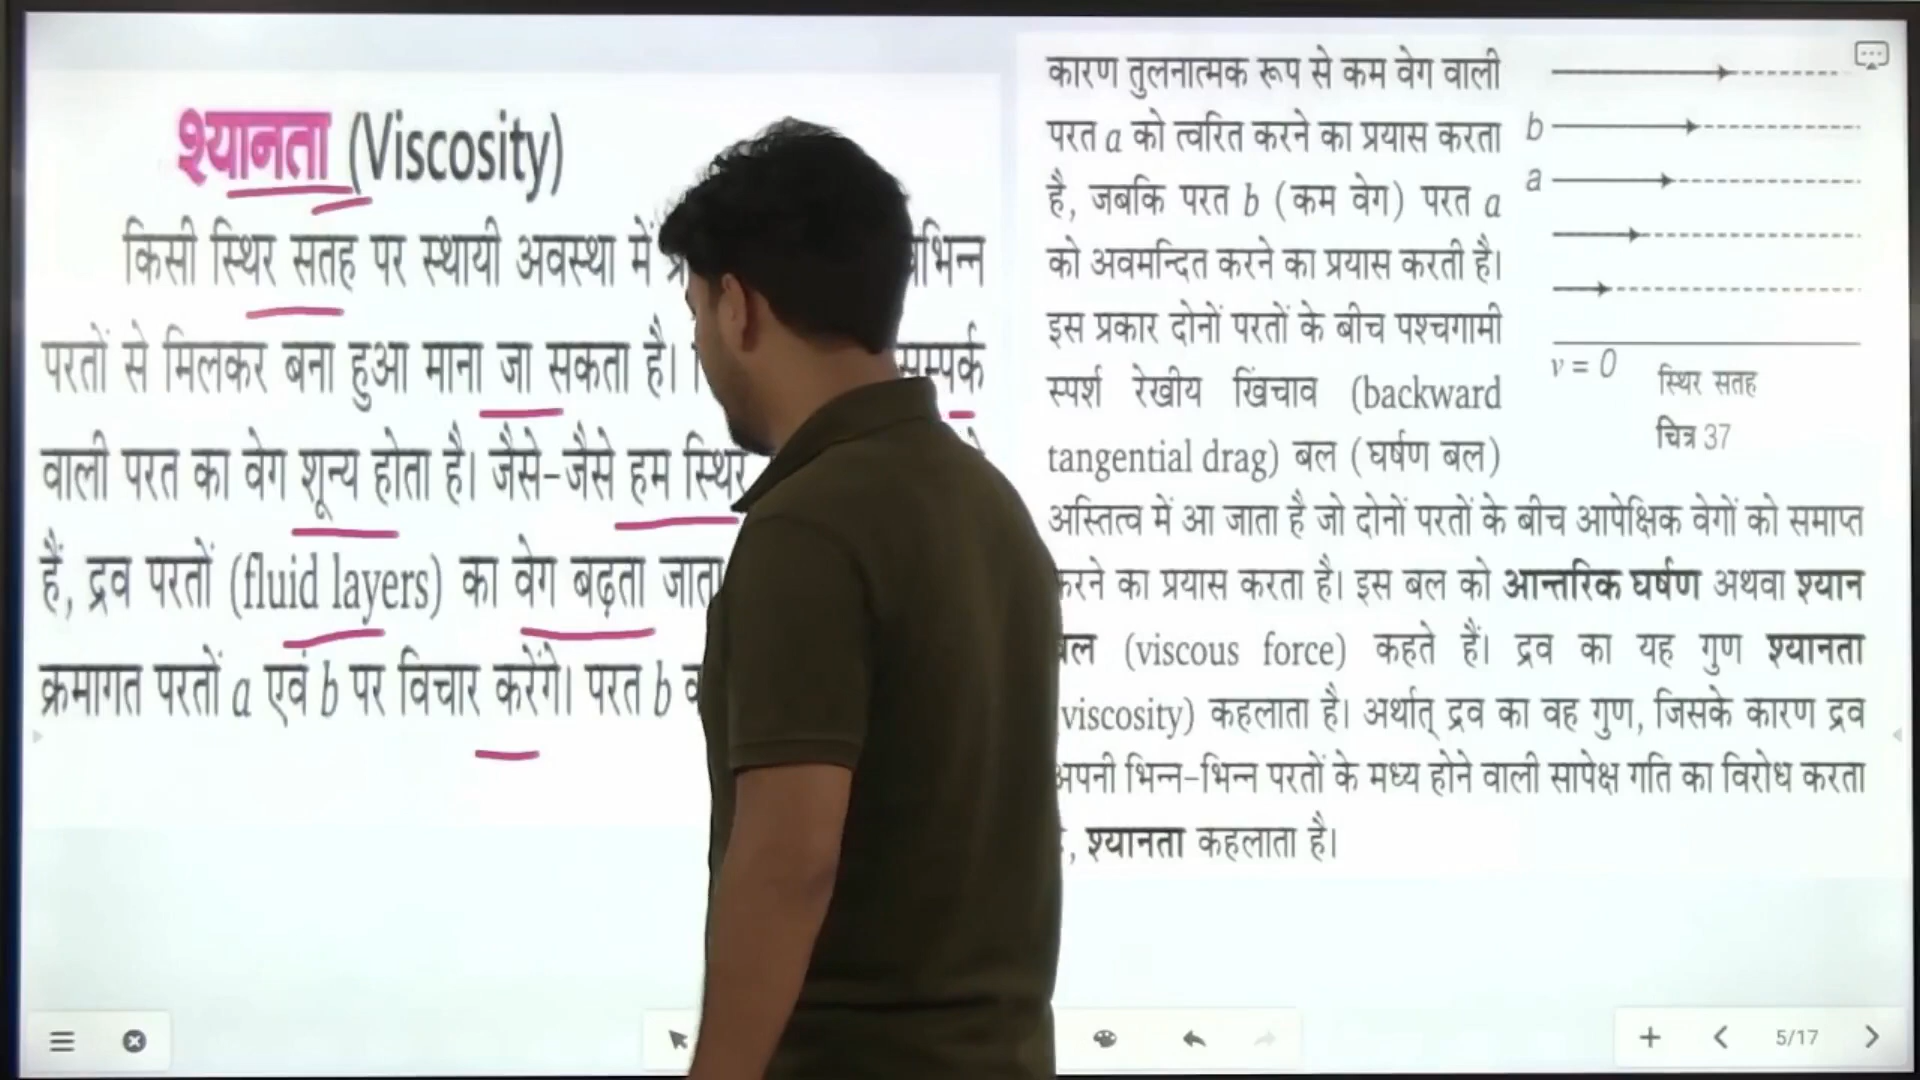 श्यानता (Viscosity)
किसी स्थिर सतह पर स्थायी अवस्था में
परतों से मिलकर बना हुआ माना जा सकता है। सम्पर्क
वाली परत का वेग शून्य होता है। जैसे-जैसे हम स्थिर
हैं, द्रव परतों (fluid layers) का वेग बढ़ता जाता
क्रमागत परतों a एवं b पर विचार करेंगे। परत b
कारण तुलनात्मक रूप से कम वेग वाली
परत a को त्वरित करने का प्रयास करता
है, जबकि परत b (कम वेग) परत a
को अवमन्दित करने का प्रयास करती है।
इस प्रकार दोनों परतों के बीच पश्चगामी
स्पर्श रेखीय खिंचाव (backward
tangential drag) बल (घर्षण बल)
अस्तित्व में आ जाता है जो दोनों परतों के बीच आपेक्षिक वेगों को समाप्त
करने का प्रयास करता है। इस बल को आन्तरिक घर्षण अथवा श्यान
बल (viscous force) कहते हैं। द्रव का यह गुण श्यानता
viscosity) कहलाता है। अर्थात् द्रव का वह गुण, जिसके कारण द्रव
अपनी भिन्न-भिन्न परतों के मध्य होने वाली सापेक्ष गति का विरोध करता
, श्यानता कहलाता है।
b
a
v = 0
स्थिर सतह
चित्र 37
5/17